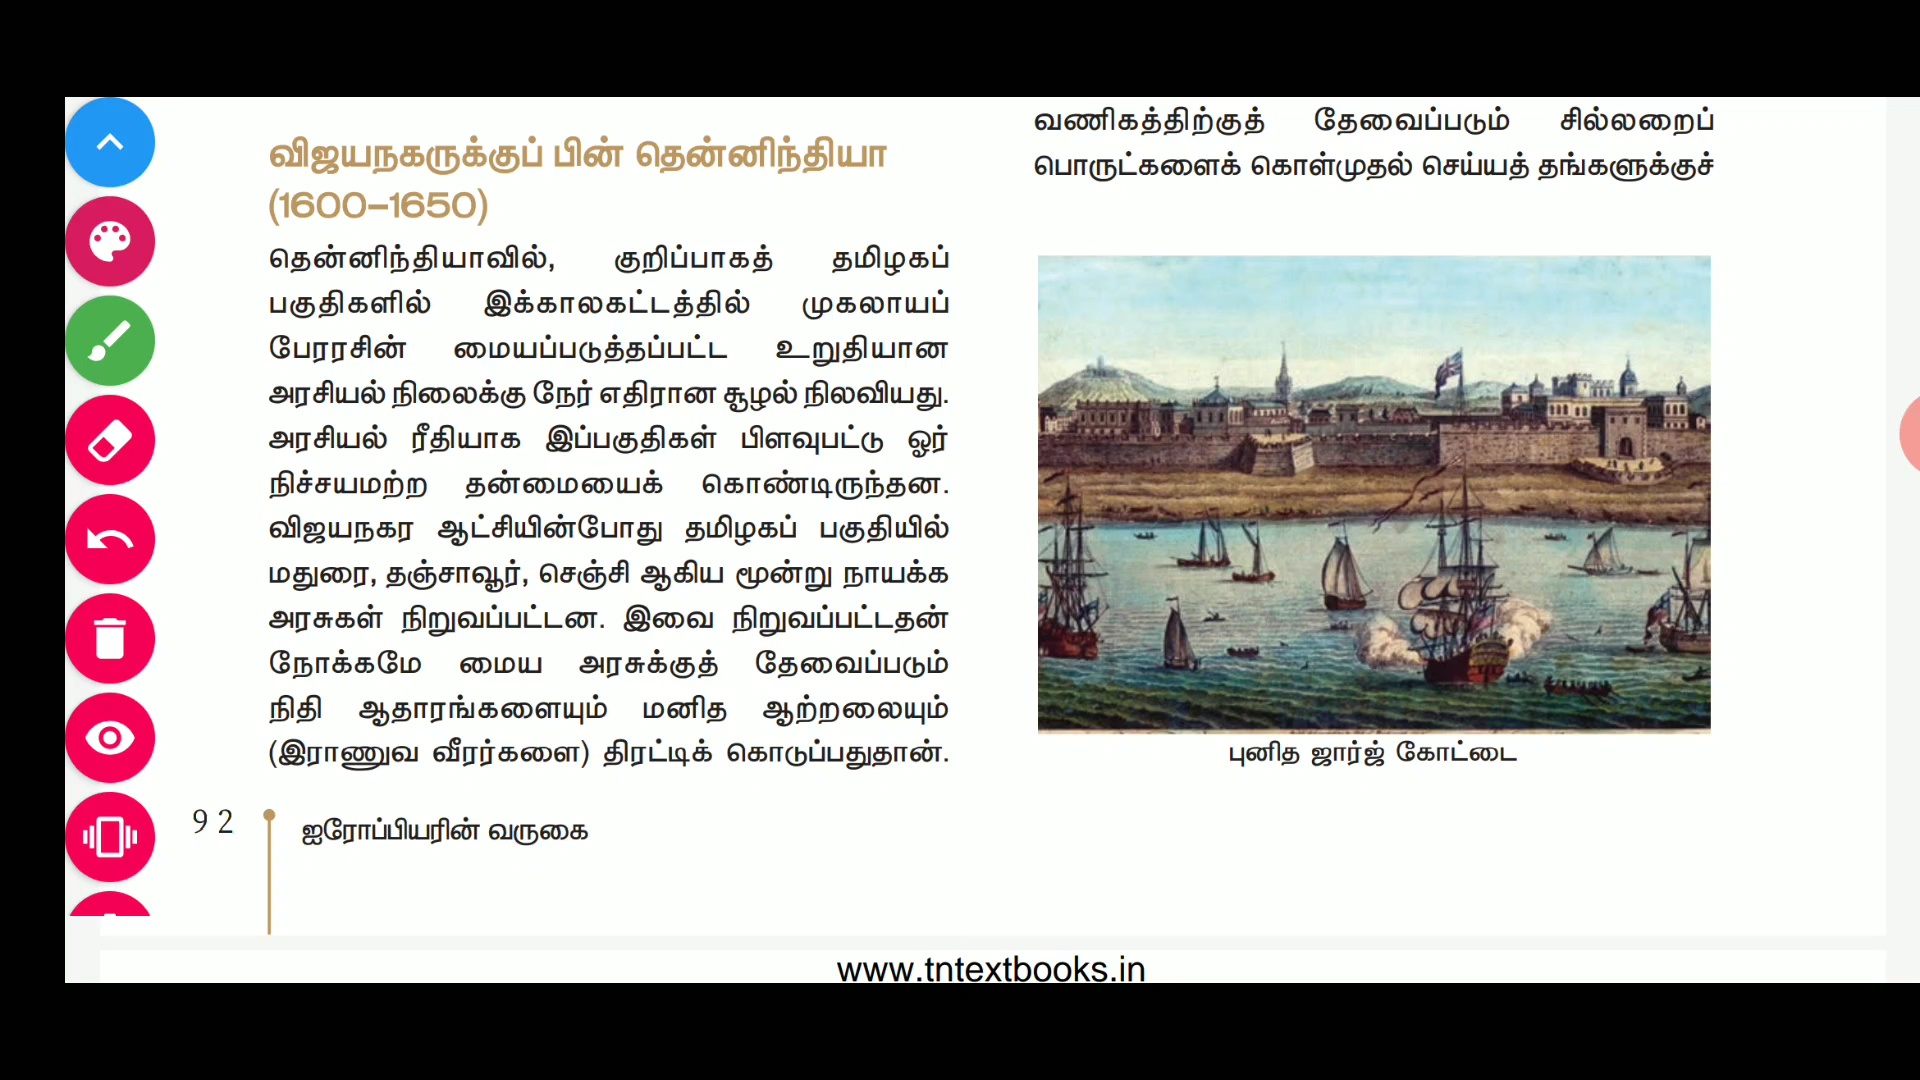 விஜயநகருக்குப் பின் தென்னிந்தியா
(1600–1650)
தென்னிந்தியாவில், குறிப்பாகத் தமிழகப்
பகுதிகளில் இக்காலகட்டத்தில் முகலாயப்
பேரரசின் மையப்படுத்தப்பட்ட உறுதியான
அரசியல் நிலைக்கு நேர் எதிரான சூழல் நிலவியது.
அரசியல் ரீதியாக இப்பகுதிகள் பிளவுபட்டு ஓர்
நிச்சயமற்ற தன்மையைக் கொண்டிருந்தன.
விஜயநகர ஆட்சியின்போது தமிழகப் பகுதியில்
மதுரை, தஞ்சாவூர், செஞ்சி ஆகிய மூன்று நாயக்க
அரசுகள் நிறுவப்பட்டன. இவை நிறுவப்பட்டதன்
நோக்கமே மைய அரசுக்குத் தேவைப்படும்
நிதி ஆதாரங்களையும் மனித ஆற்றலையும்
(இராணுவ வீரர்களை) திரட்டிக் கொடுப்பதுதான்.
வணிகத்திற்குத் தேவைப்படும் சில்லறைப்
பொருட்களைக் கொள்முதல் செய்யத் தங்களுக்குச்
புனித ஜார்ஜ் கோட்டை
92 ஐரோப்பியரின் வருகை
www.tntextbooks.in